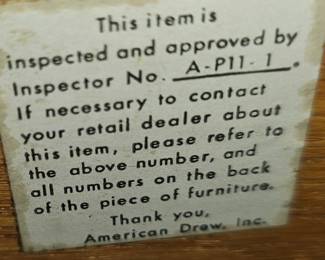 This item is
inspected and approved by
Inspector No. A-P11-1.
If necessary to contact
your retail dealer about
this item, please refer to
the above number, and
all numbers on the back
of the piece of furniture.
Thank you,
American Drew, Inc.